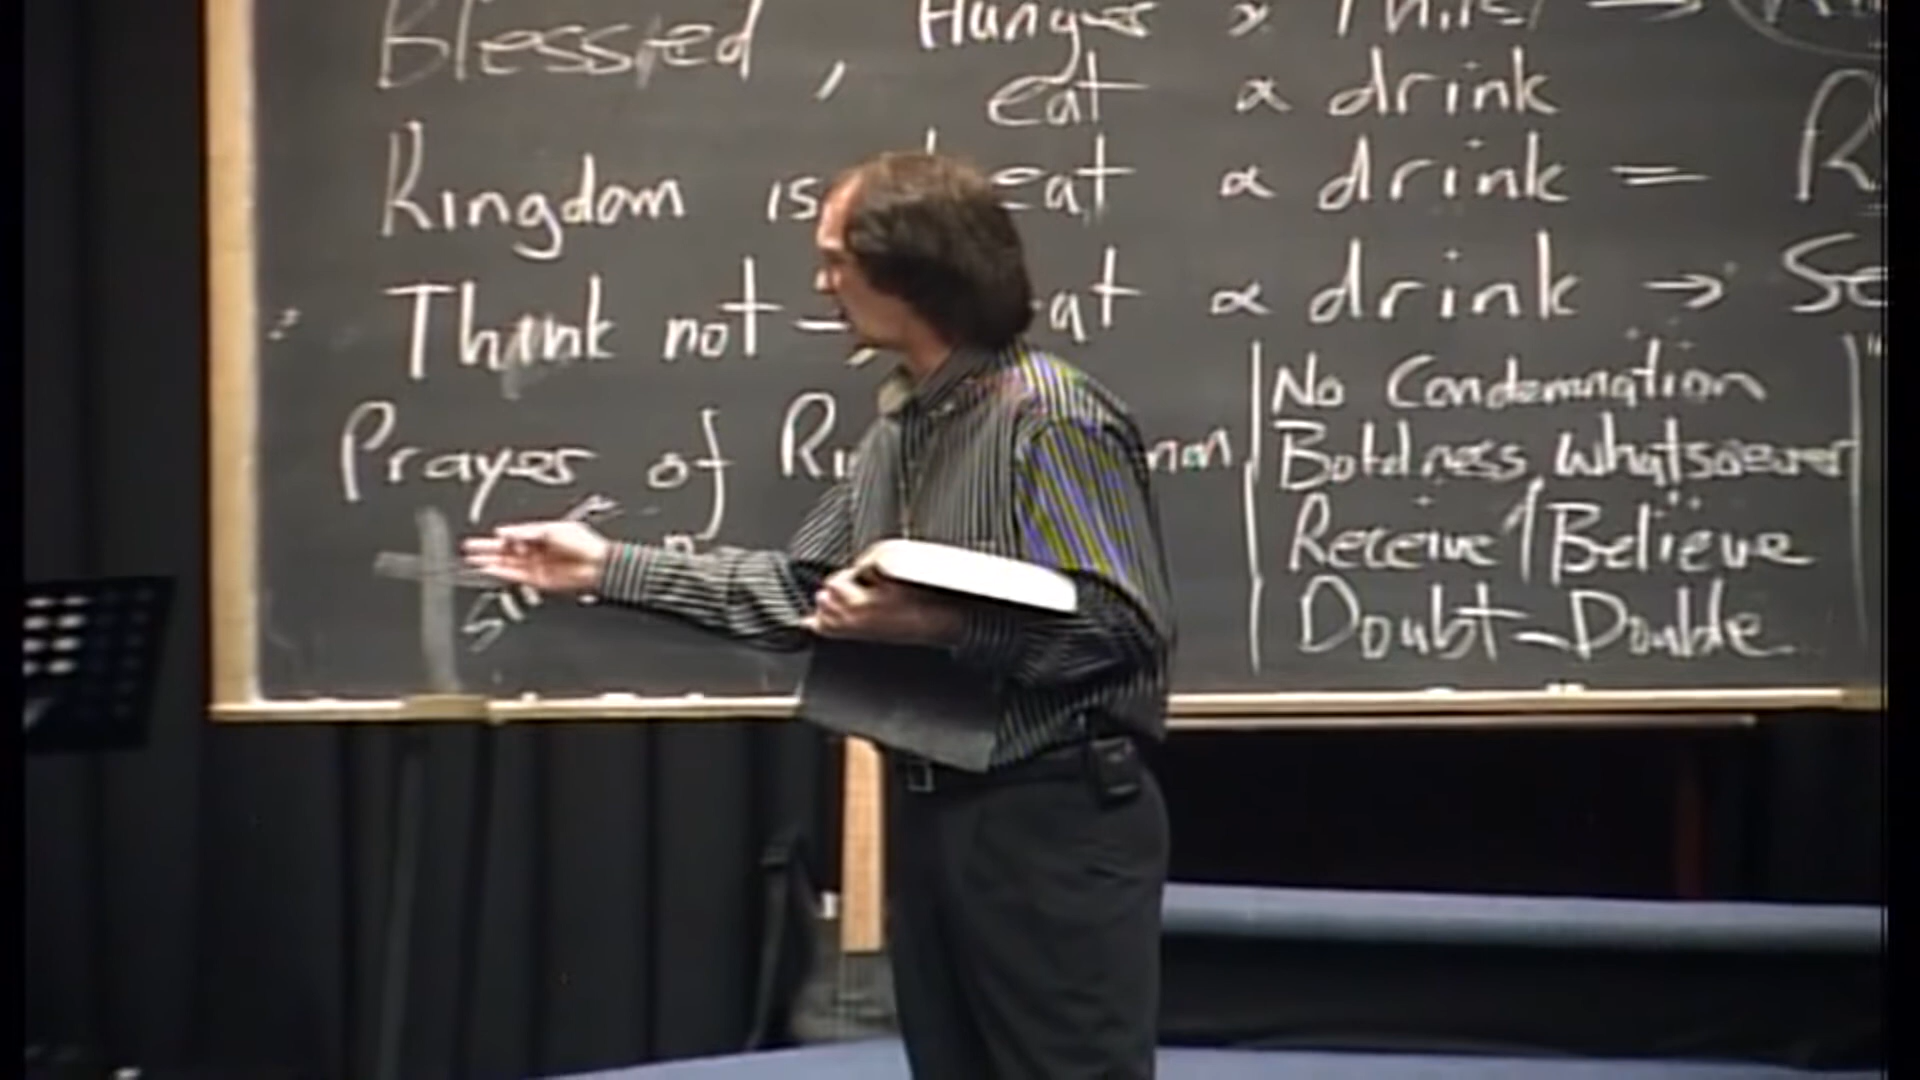 Blessed, Hunger & Thirst →
eat & drink
Kingdom is eat & drink = R
Think not → eat & drink → Se
Prayer of
No Condemnation
Boldness, Whatsoever
Receive / Believe
Doubt - Double